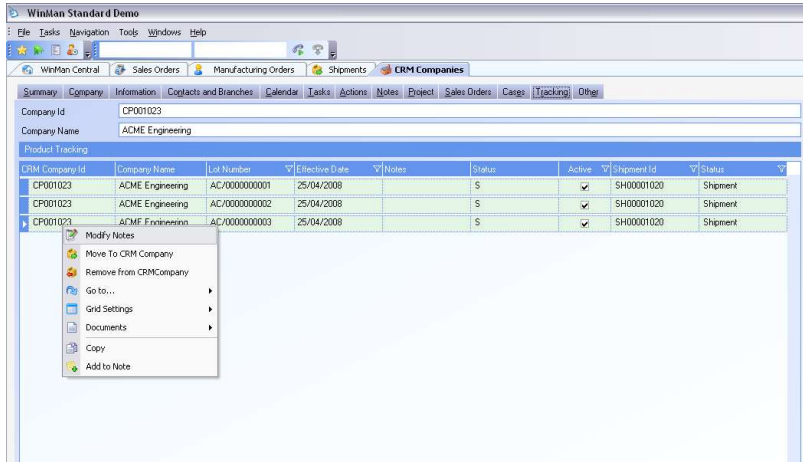 WinMan Standard Demo
File Tasks Navigation Tools Windows Help
WinMan Central Sales Orders Manufacturing Orders Shipments CRM Companies
Summary Company Information Contacts and Branches Calendar Tasks Actions Notes Project Sales Orders Cases Tracking Other
Company Id CP001023
Company Name ACME Engineering
Product Tracking
CRM Company Id Company Name Lot Number Effective Date Notes Status Active Shipment Id Status
CP001023 ACME Engineering AC/0000000001 25/04/2008 S SH00001020 Shipment
CP001023 ACME Engineering AC/0000000002 25/04/2008 S SH00001020 Shipment
CP001023 ACME Engineering AC/0000000003 25/04/2008 S SH00001020 Shipment
Modify Notes
Move To CRM Company
Remove from CRMCompany
Go to...
Grid Settings
Documents
Copy
Add to Note